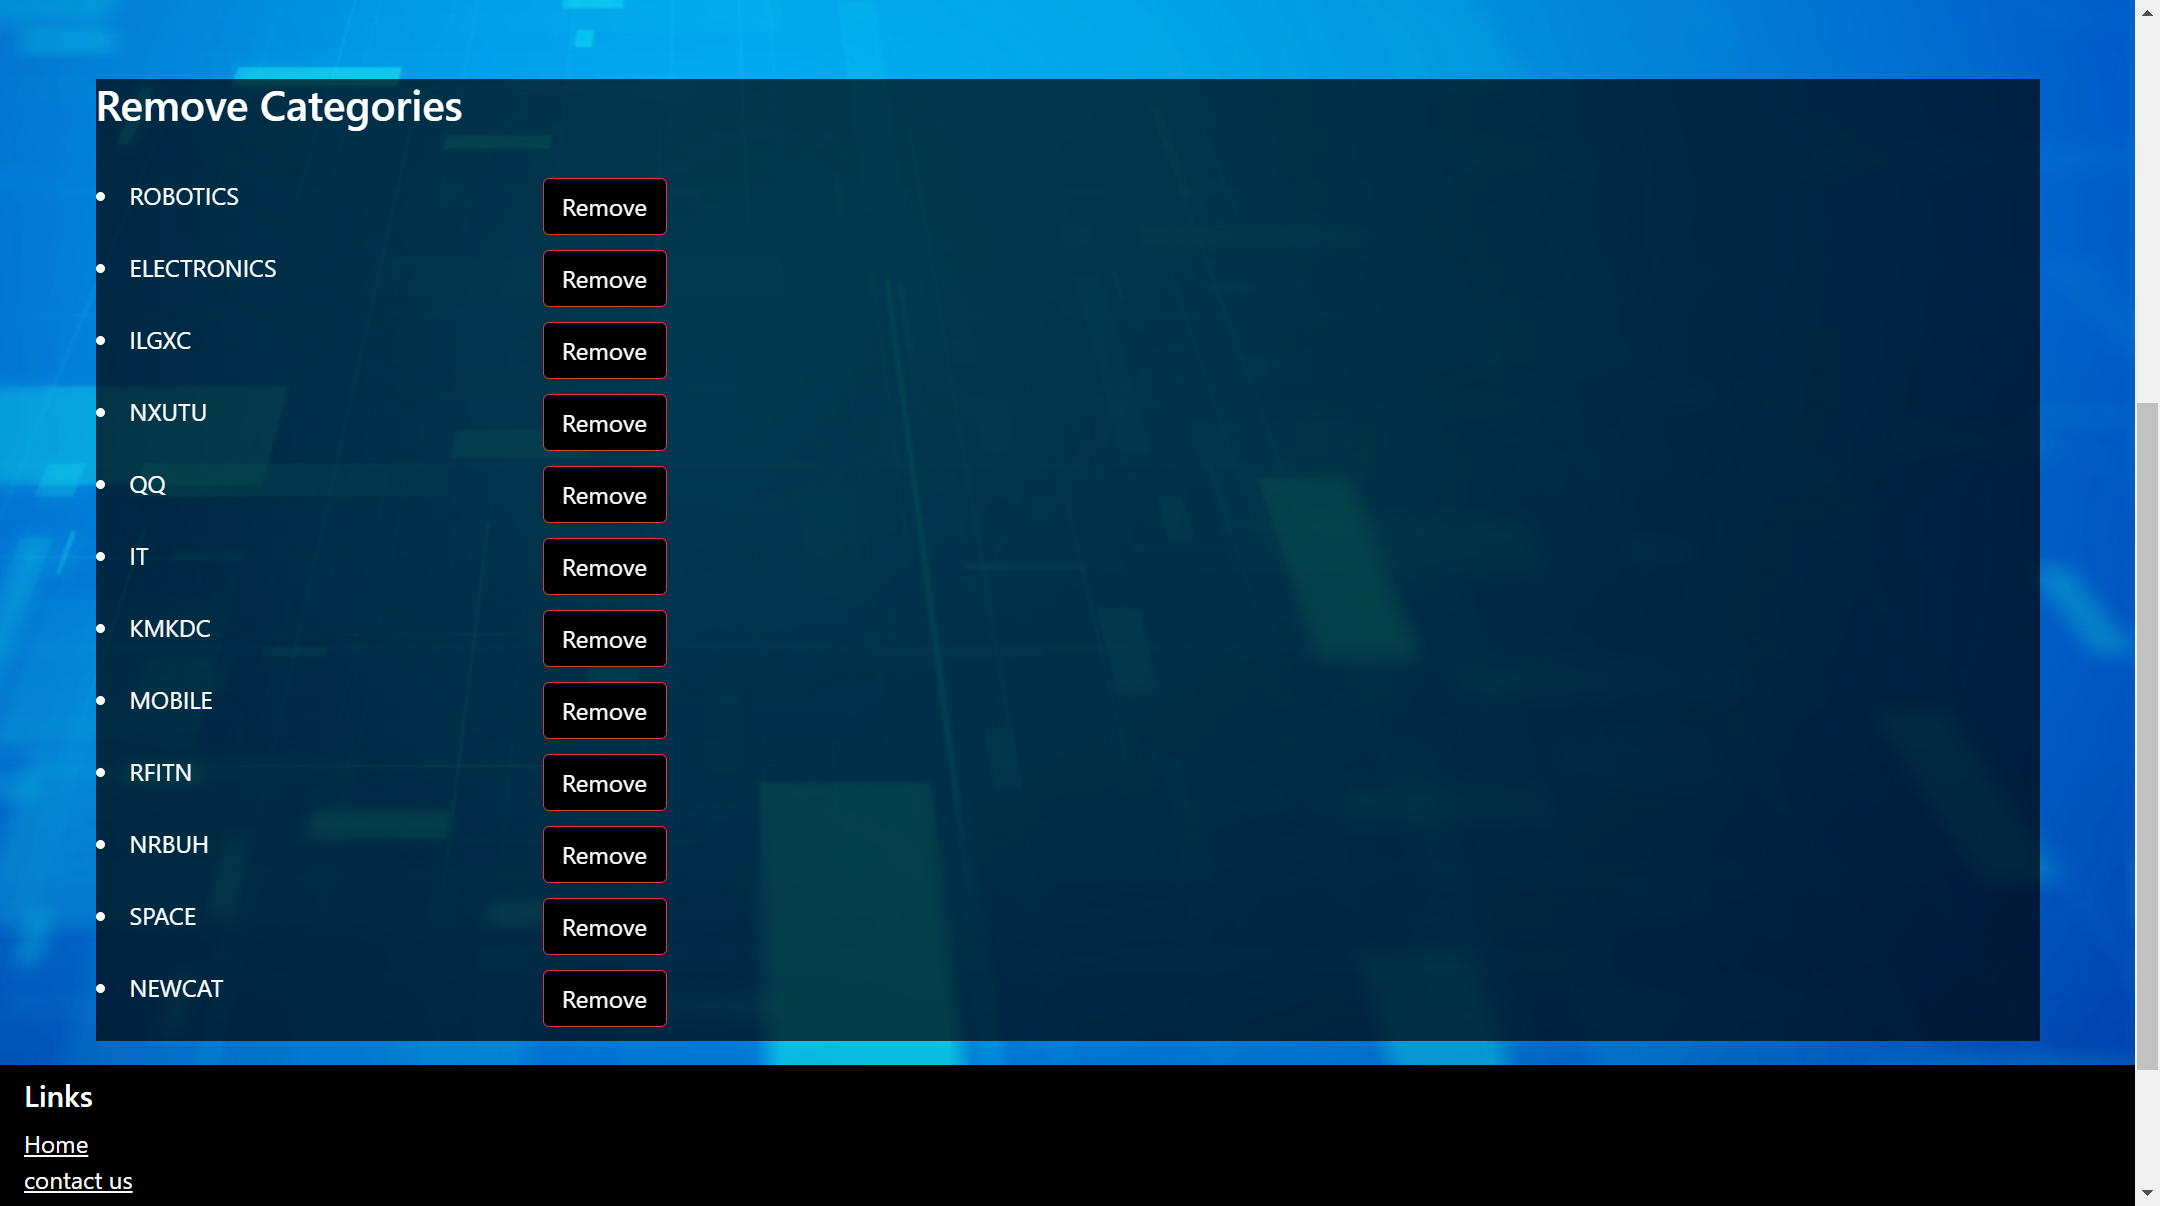 Remove Categories
ROBOTICS Remove
ELECTRONICS Remove
ILGXC Remove
NXUTU Remove
QQ Remove
IT Remove
KMKDC Remove
MOBILE Remove
RFITN Remove
NRBUH Remove
SPACE Remove
NEWCAT Remove
Links
Home
contact us